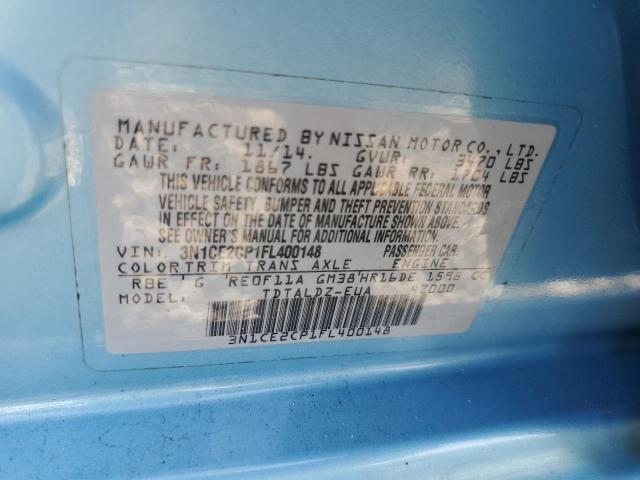 MANUFACTURED BY NISSAN MOTOR CO., LTD.
DATE: 11/14. GVWR: 3470 LBS
GAWR FR: 1867 LBS GAWR RR: 1704 LBS
THIS VEHICLE CONFORMS TO ALL APPLICABLE FEDERAL MOTOR
VEHICLE SAFETY, BUMPER AND THEFT PREVENTION STANDARDS
IN EFFECT ON THE DATE OF MANUFACTURE SHOWN ABOVE.
SEE OWNER'S MANUAL FOR ADDITIONAL INFORMATION.
VIN: 3N1CE2CP1FL400148 PASSENGER CAR
COLOR TRIM TRANS AXLE ENGINE
RBE G RE0F11A GM38 HR16DE 1598 CC
MODEL: TDTALDZ-EUA 47000
3N1CE2CP1FL400148